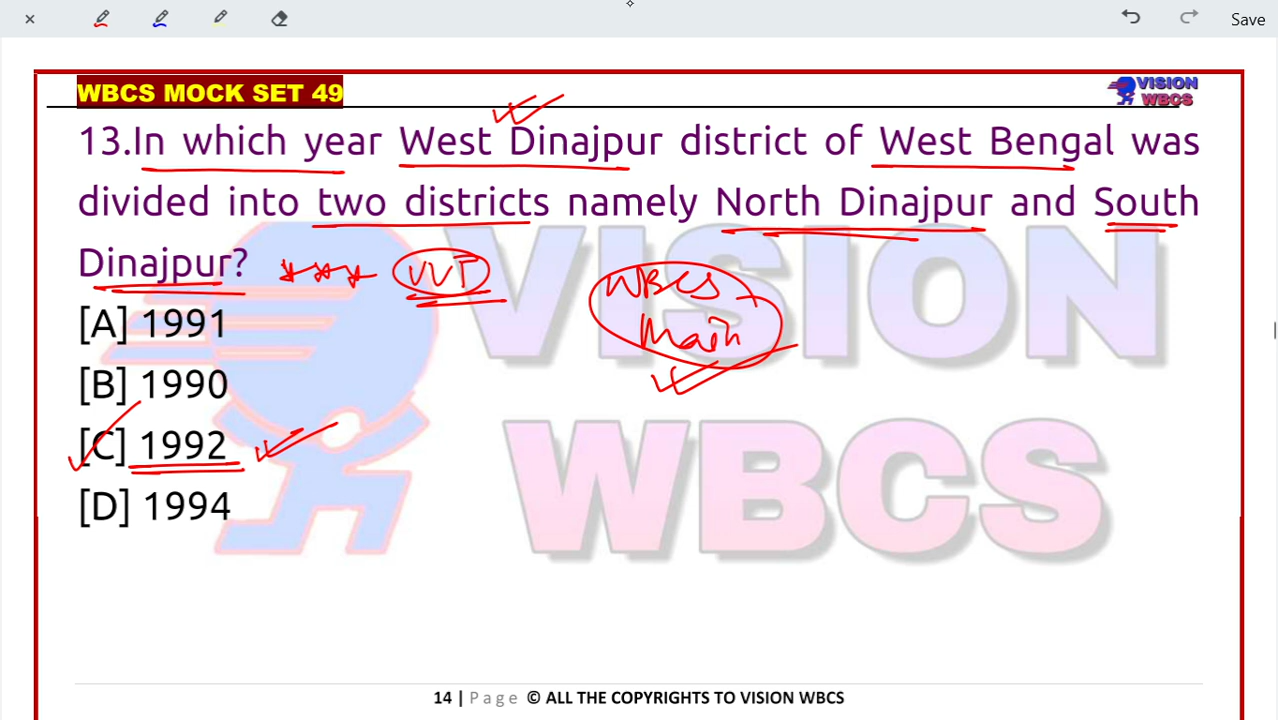 Save
WBCS MOCK SET 49
VISION
WBCS
13.In which year West Dinajpur district of West Bengal was
divided into two districts namely North Dinajpur and South
Dinajpur?
VVI
WBCS
Main
[A] 1991
[B] 1990
[C] 1992
[D] 1994
VISION
WBCS
14 | Page © ALL THE COPYRIGHTS TO VISION WBCS